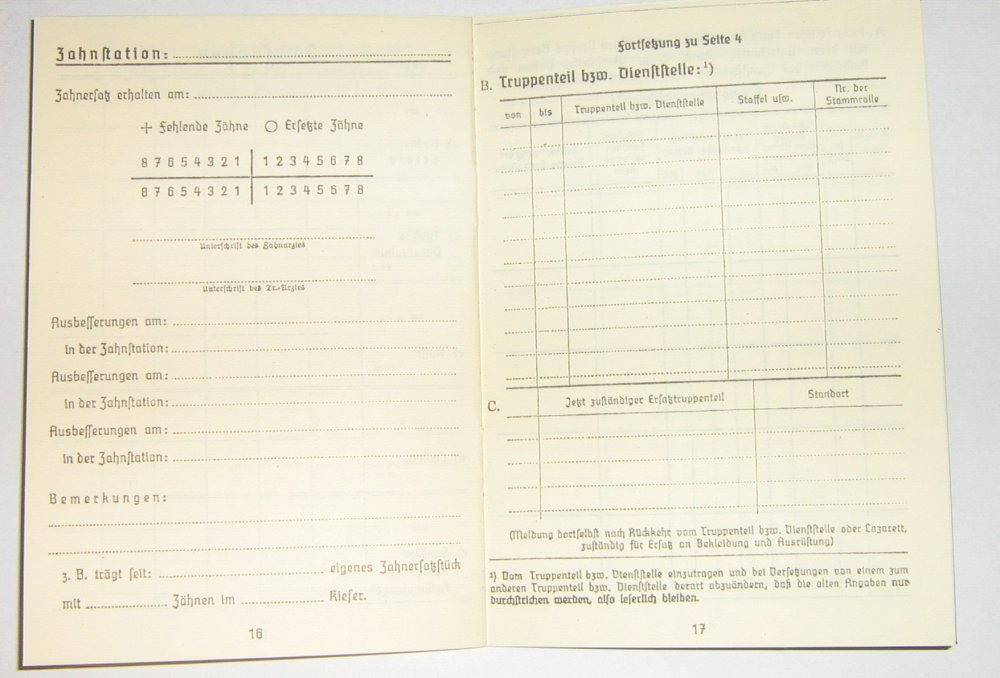 Zahnstation:
Zahnersatz erhalten am:
+ Fehlende Zähne ○ Ersetzte Zähne
8 7 6 5 4 3 2 1 | 1 2 3 4 5 6 7 8
8 7 6 5 4 3 2 1 | 1 2 3 4 5 6 7 8
Unterschrift des Zahnarztes
Unterschrift des Tr.-Arztes
Ausbesserungen am:
in der Zahnstation:
Ausbesserungen am:
in der Zahnstation:
Ausbesserungen am:
in der Zahnstation:
Bemerkungen:
z. B. trägt seit: eigenes Zahnersatzstück
mit Zähnen im Kiefer.
16
Fortsetzung zu Seite 4
B. Truppenteil bzw. Dienststelle: ¹)
von bis Truppenteil bzw. Dienststelle Staffel usw. Nr. der Stammrolle
C. Jetzt zuständiger Ersatztruppenteil Standort
(Meldung dortselbst nach Rückkehr vom Truppenteil bzw. Dienststelle oder Lazarett,
zuständig für Ersatz an Bekleidung und Ausrüstung)
¹) Vom Truppenteil bzw. Dienststelle einzutragen und bei Versetzungen von einem zum
anderen Truppenteil bzw. Dienststelle derart abzuändern, daß die alten Angaben nur
durchstrichen werden, also leserlich bleiben.
17